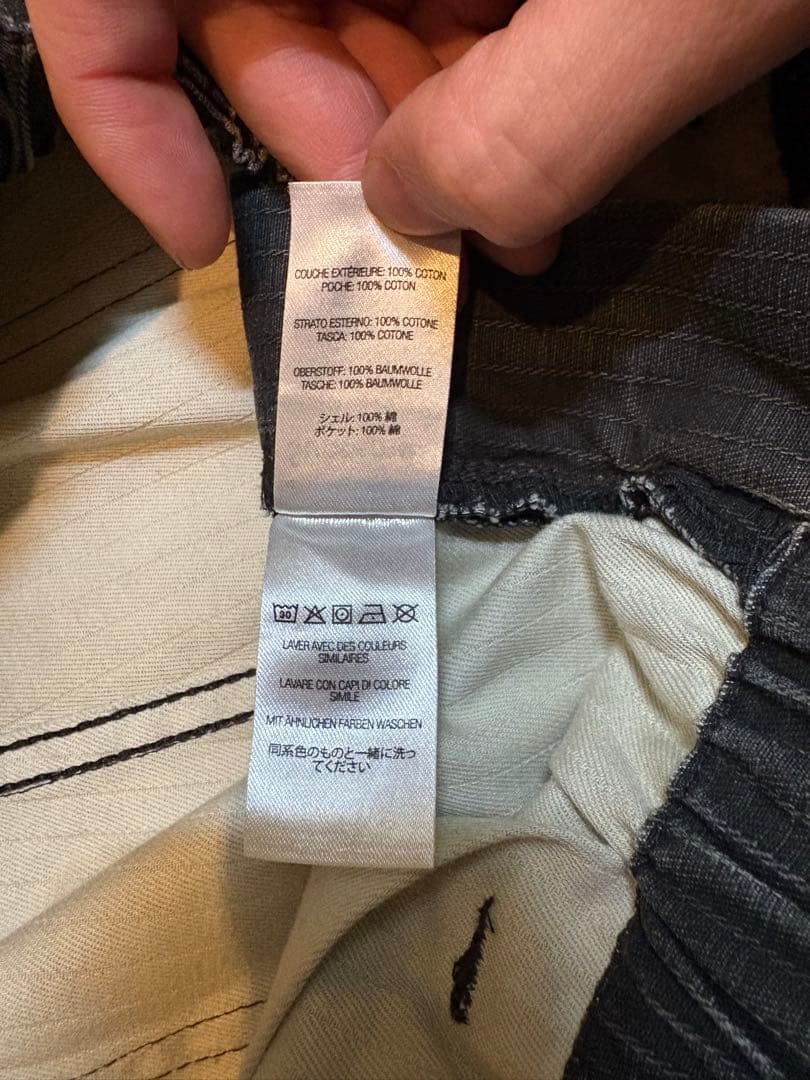 COUCHE EXTÉRIEURE: 100% COTON
POCHE: 100% COTON
STRATO ESTERNO: 100% COTONE
TASCA: 100% COTONE
OBERSTOFF: 100% BAUMWOLLE
TASCHE: 100% BAUMWOLLE
シェル: 100% 綿
ポケット: 100% 綿
30
LAVER AVEC DES COULEURS
SIMILAIRES
LAVARE CON CAPI DI COLORE
SIMILE
MIT ÄHNLICHEN FARBEN WASCHEN
同系色のものと一緒に洗っ
てください